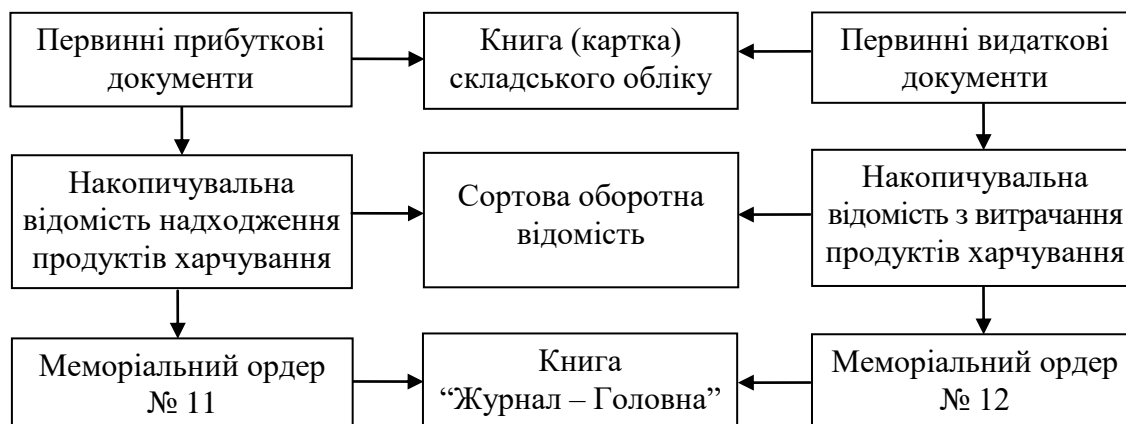 Первинні прибуткові
документи
Книга (картка)
складського обліку
Первинні видаткові
документи
Накопичувальна
відомість надходження
продуктів харчування
Сортова оборотна
відомість
Накопичувальна
відомість з витрачання
продуктів харчування
Меморіальний ордер
№ 11
Книга
“Журнал – Головна”
Меморіальний ордер
№ 12